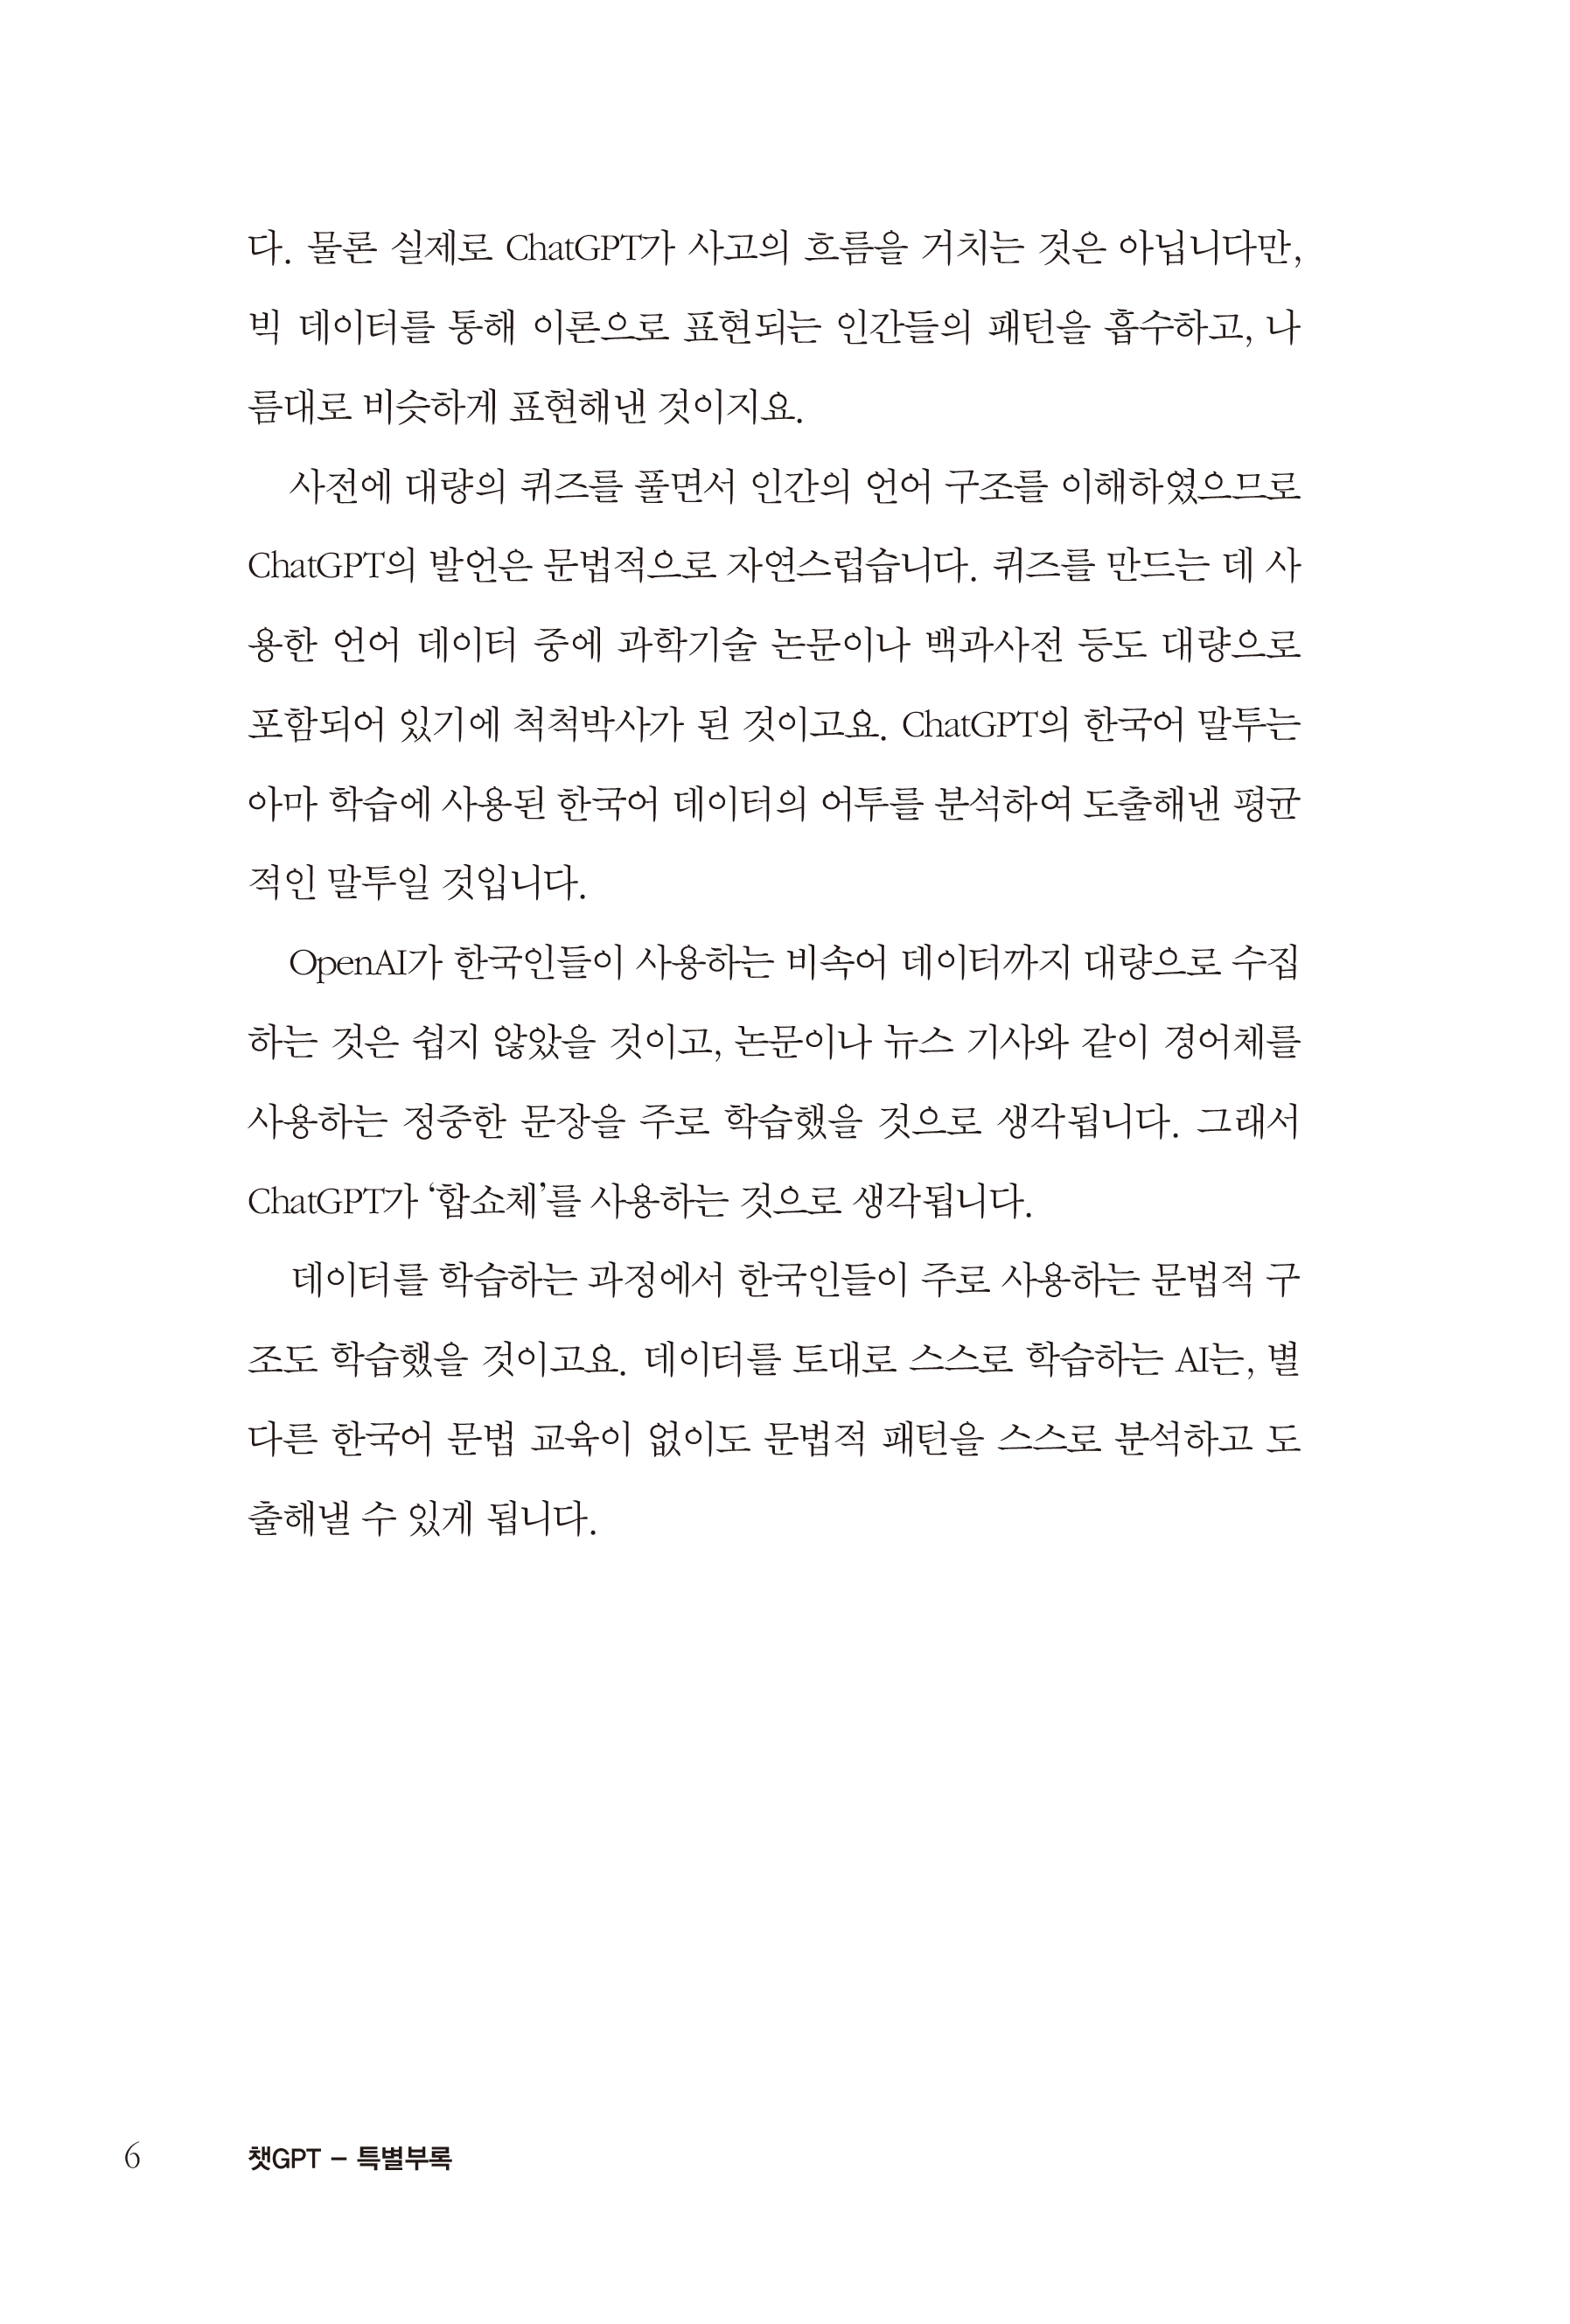 다. 물론 실제로 ChatGPT가 사고의 흐름을 거치는 것은 아닙니다만,
빅 데이터를 통해 이론으로 표현되는 인간들의 패턴을 흡수하고, 나
름대로 비슷하게 표현해낸 것이지요.
사전에 대량의 퀴즈를 풀면서 인간의 언어 구조를 이해하였으므로
ChatGPT의 발언은 문법적으로 자연스럽습니다. 퀴즈를 만드는 데 사
용한 언어 데이터 중에 과학기술 논문이나 백과사전 등도 대량으로
포함되어 있기에 척척박사가 된 것이고요. ChatGPT의 한국어 말투는
아마 학습에 사용된 한국어 데이터의 어투를 분석하여 도출해낸 평균
적인 말투일 것입니다.
OpenAI가 한국인들이 사용하는 비속어 데이터까지 대량으로 수집
하는 것은 쉽지 않았을 것이고, 논문이나 뉴스 기사와 같이 경어체를
사용하는 정중한 문장을 주로 학습했을 것으로 생각됩니다. 그래서
ChatGPT가 ‘합쇼체’를 사용하는 것으로 생각됩니다.
데이터를 학습하는 과정에서 한국인들이 주로 사용하는 문법적 구
조도 학습했을 것이고요. 데이터를 토대로 스스로 학습하는 AI는, 별
다른 한국어 문법 교육이 없이도 문법적 패턴을 스스로 분석하고 도
출해낼 수 있게 됩니다.
6 챗GPT – 특별부록